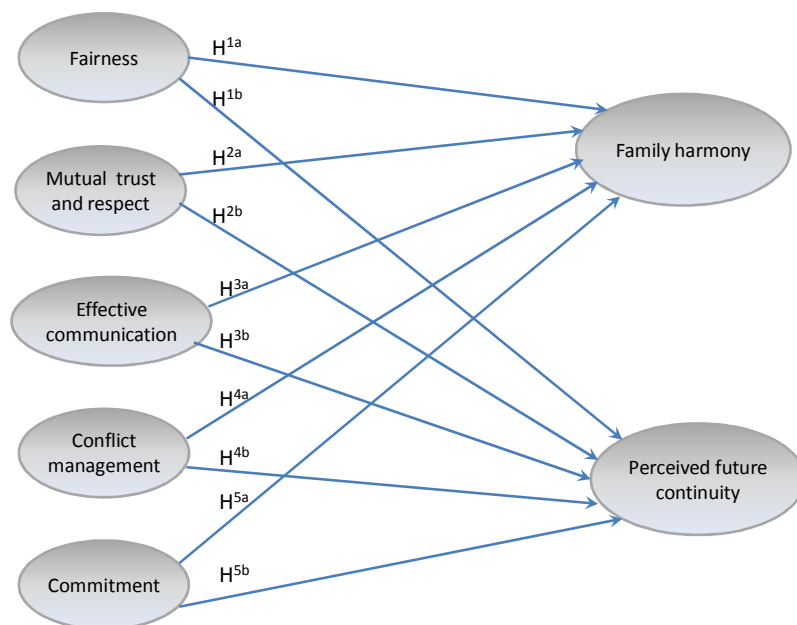 Fairness
H1a
H1b
Family harmony
Mutual trust
and respect
H2a
H2b
Effective
communication
H3a
H3b
Conflict
management
H4a
H4b
Perceived future
continuity
Commitment
H5a
H5b